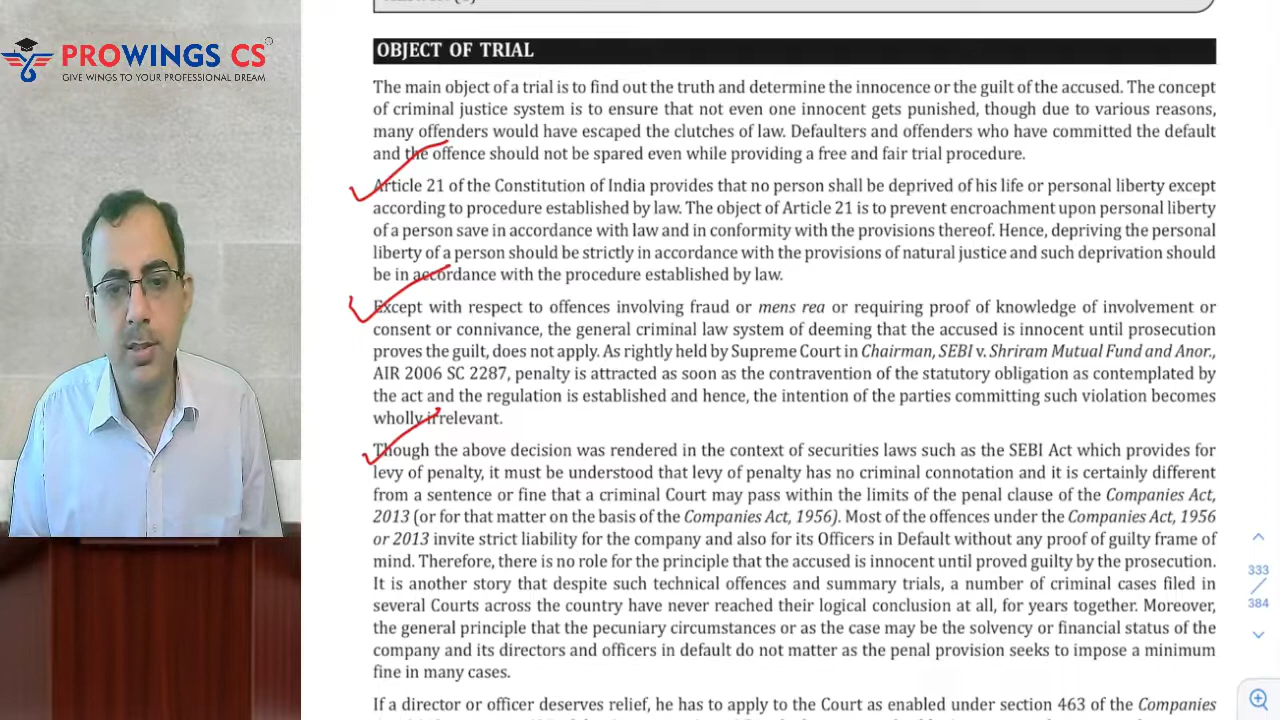 PROWINGS CS
GIVE WINGS TO YOUR PROFESSIONAL DREAM
OBJECT OF TRIAL
The main object of a trial is to find out the truth and determine the innocence or the guilt of the accused. The concept
of criminal justice system is to ensure that not even one innocent gets punished, though due to various reasons,
many offenders would have escaped the clutches of law. Defaulters and offenders who have committed the default
and the offence should not be spared even while providing a free and fair trial procedure.
Article 21 of the Constitution of India provides that no person shall be deprived of his life or personal liberty except
according to procedure established by law. The object of Article 21 is to prevent encroachment upon personal liberty
of a person save in accordance with law and in conformity with the provisions thereof. Hence, depriving the personal
liberty of a person should be strictly in accordance with the provisions of natural justice and such deprivation should
be in accordance with the procedure established by law.
Except with respect to offences involving fraud or mens rea or requiring proof of knowledge of involvement or
consent or connivance, the general criminal law system of deeming that the accused is innocent until prosecution
proves the guilt, does not apply. As rightly held by Supreme Court in Chairman, SEBI v. Shriram Mutual Fund and Anor.,
AIR 2006 SC 2287, penalty is attracted as soon as the contravention of the statutory obligation as contemplated by
the act and the regulation is established and hence, the intention of the parties committing such violation becomes
wholly irrelevant.
Though the above decision was rendered in the context of securities laws such as the SEBI Act which provides for
levy of penalty, it must be understood that levy of penalty has no criminal connotation and it is certainly different
from a sentence or fine that a criminal Court may pass within the limits of the penal clause of the Companies Act,
2013 (or for that matter on the basis of the Companies Act, 1956). Most of the offences under the Companies Act, 1956
or 2013 invite strict liability for the company and also for its Officers in Default without any proof of guilty frame of
mind. Therefore, there is no role for the principle that the accused is innocent until proved guilty by the prosecution.
It is another story that despite such technical offences and summary trials, a number of criminal cases filed in
several Courts across the country have never reached their logical conclusion at all, for years together. Moreover,
the general principle that the pecuniary circumstances or as the case may be the solvency or financial status of the
company and its directors and officers in default do not matter as the penal provision seeks to impose a minimum
fine in many cases.
If a director or officer deserves relief, he has to apply to the Court as enabled under section 463 of the Companies
333
384